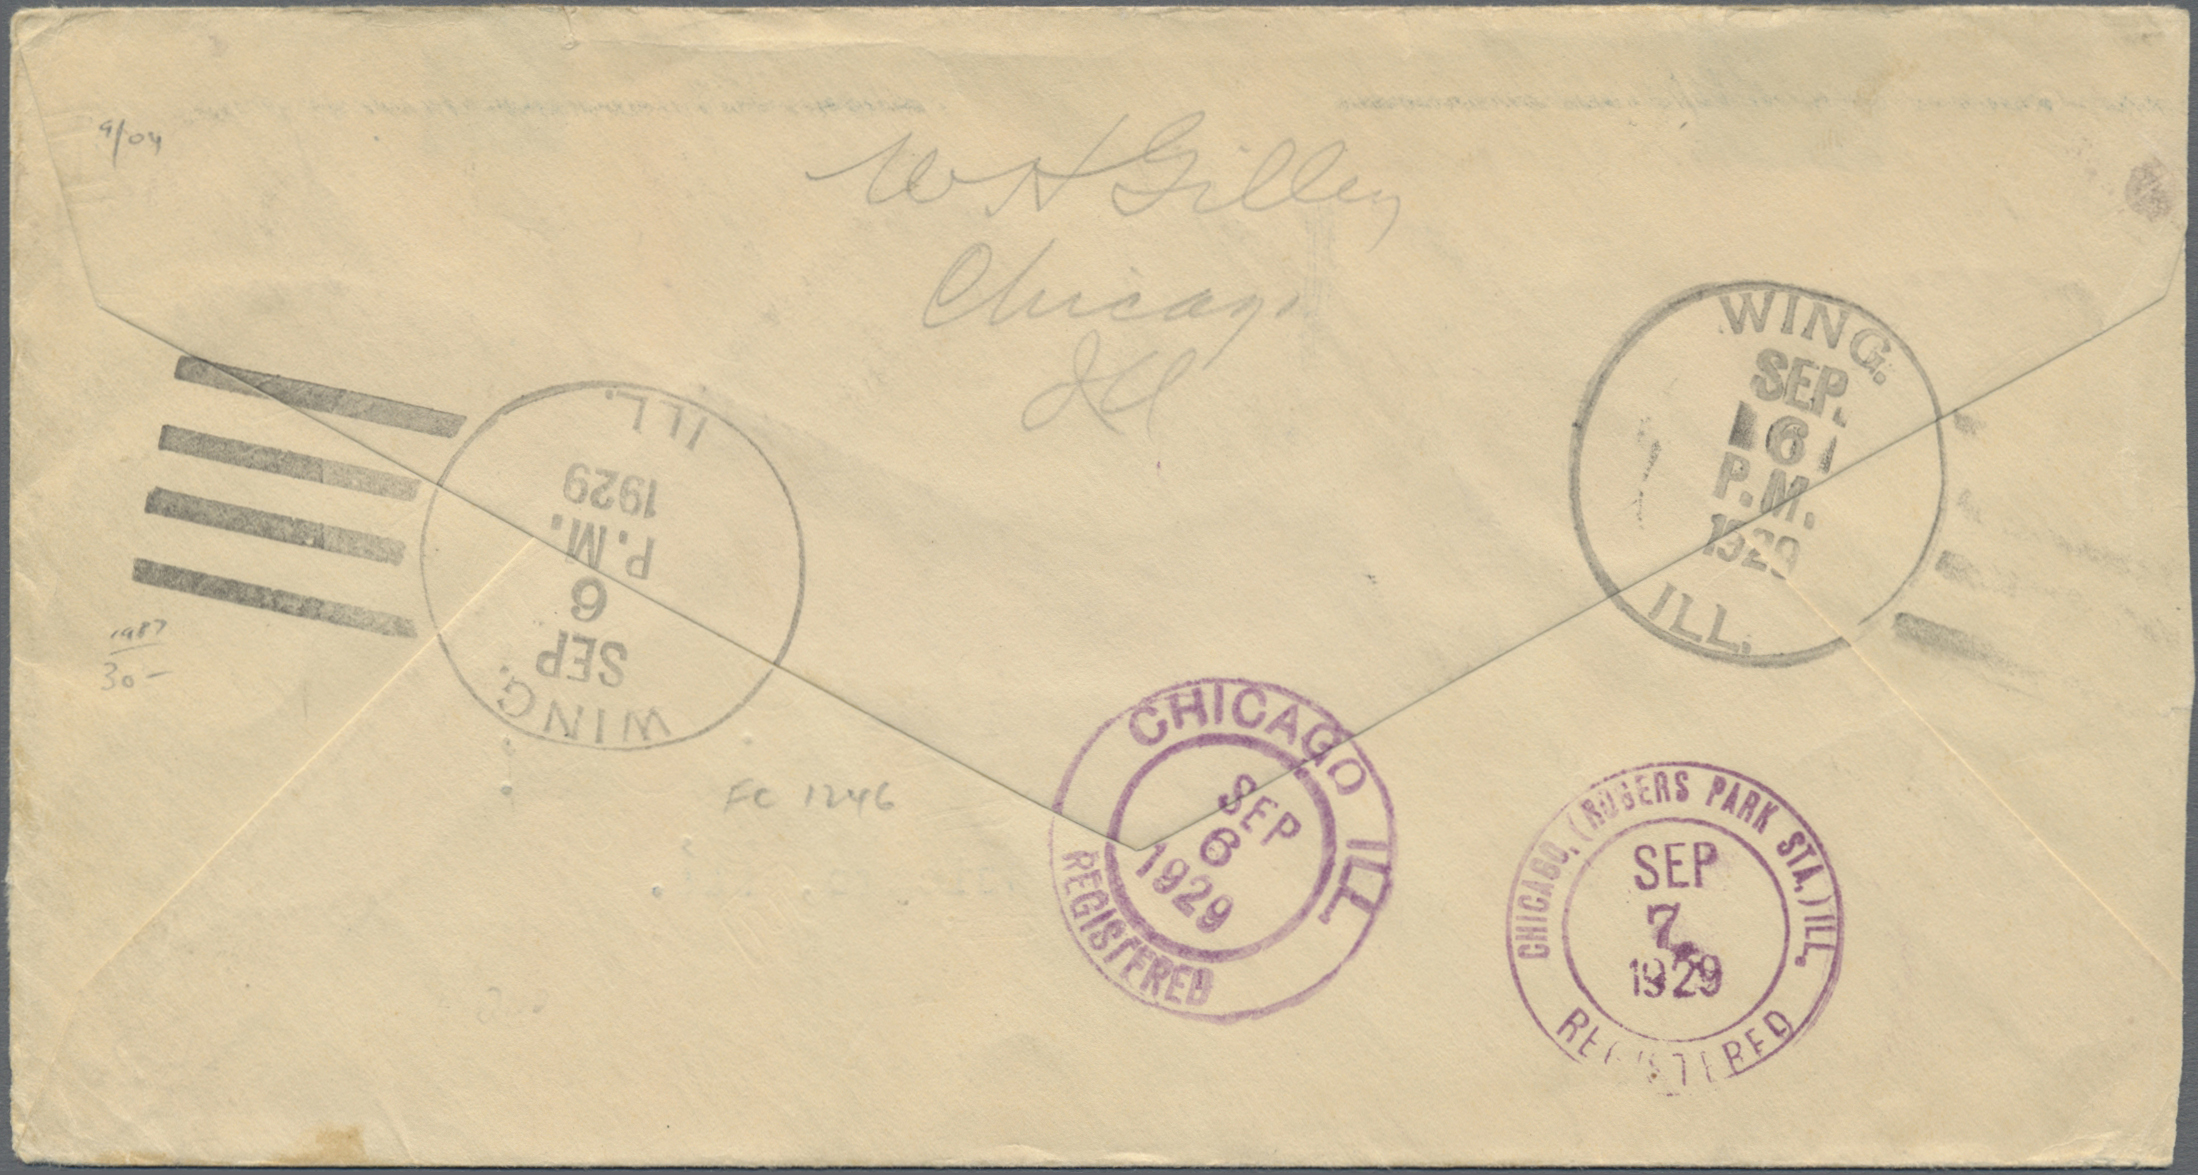 9/04
W H Gilley
Chicago
Ill
WING.
SEP.
6
P.M.
1929
ILL.
WING.
SEP
6
P.M.
1929
ILL.
1987
30-
FC 1246
CHICAGO ILL
SEP
6
1929
REGISTERED
CHICAGO, (ROGERS PARK STA,) ILL.
SEP
7
1929
REGISTERED